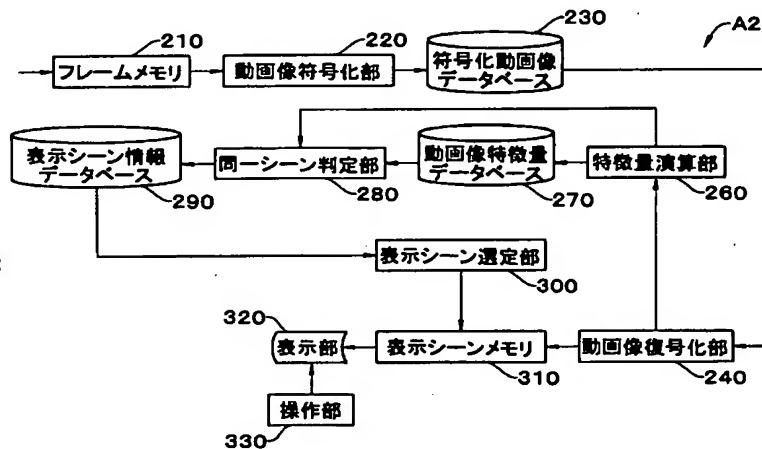 A2
210
フレームメモリ
220
動画像符号化部
230
符号化動画像
データベース
表示シーン情報
データベース
290
同一シーン判定部
280
動画像特徴量
データベース
270
特徴量演算部
260
表示シーン選定部
300
320
表示部
表示シーンメモリ
310
動画像復号化部
240
操作部
330